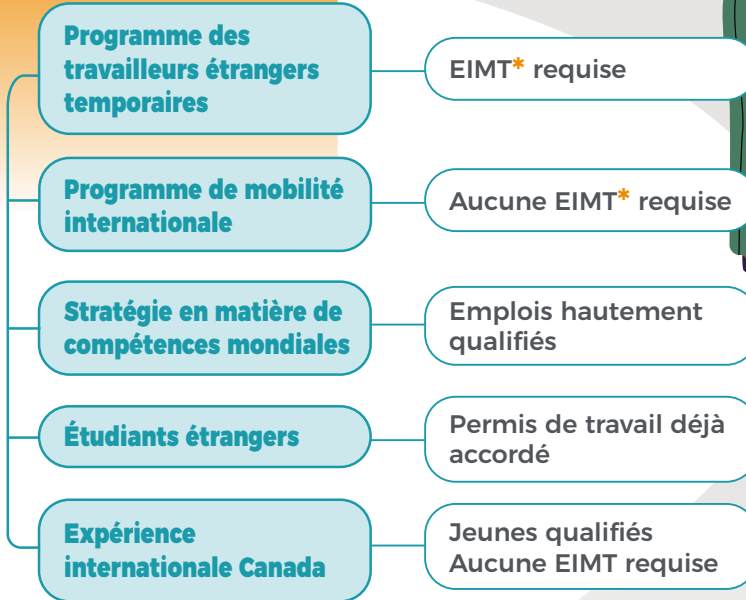 Programme des
travailleurs étrangers
temporaires
EIMT* requise
Programme de mobilité
internationale
Aucune EIMT* requise
Stratégie en matière de
compétences mondiales
Emplois hautement
qualifiés
Étudiants étrangers
Permis de travail déjà
accordé
Expérience
internationale Canada
Jeunes qualifiés
Aucune EIMT requise